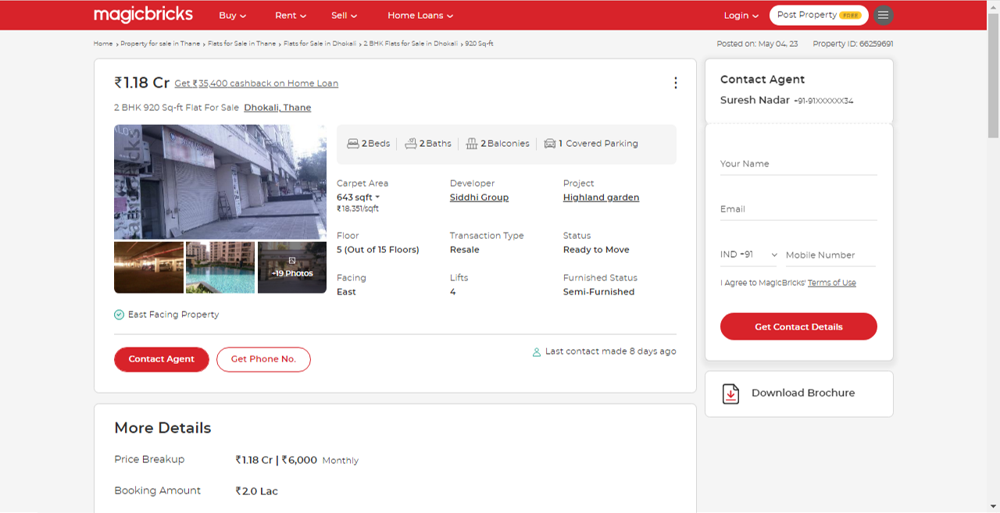 magicbricks Buy Rent Sell Home Loans Login Post Property FREE
Home > Property for sale in Thane > Flats for Sale in Thane > Flats for Sale in Dhokali > 2 BHK Flats for Sale in Dhokali > 920 Sq-ft
Posted on: May 04, 23 Property ID: 66259691
₹1.18 Cr Get ₹35,400 cashback on Home Loan
2 BHK 920 Sq-ft Flat For Sale Dhokali, Thane
2 Beds 2 Baths 2 Balconies 1 Covered Parking
Carpet Area Developer Project
643 sqft Siddhi Group Highland garden
₹18,351/sqft
Floor Transaction Type Status
5 (Out of 15 Floors) Resale Ready to Move
+19 Photos
Facing Lifts Furnished Status
East 4 Semi-Furnished
East Facing Property
Contact Agent Get Phone No. Last contact made 8 days ago
More Details
Price Breakup ₹1.18 Cr | ₹6,000 Monthly
Booking Amount ₹2.0 Lac
Contact Agent
Suresh Nadar +91-91XXXXXX34
Your Name
Email
IND +91 Mobile Number
I Agree to MagicBricks' Terms of Use
Get Contact Details
Download Brochure